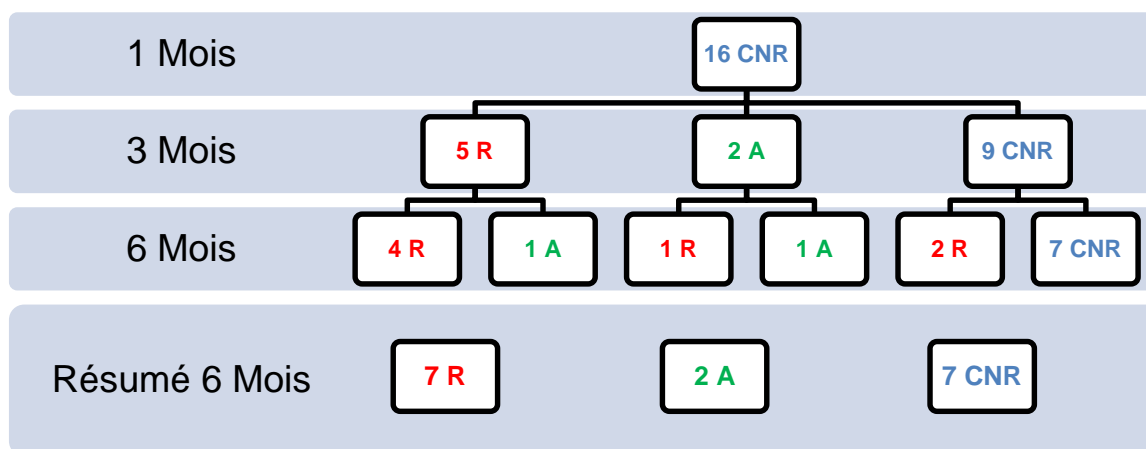 1 Mois
16 CNR
3 Mois
5 R
2 A
9 CNR
6 Mois
4 R
1 A
1 R
1 A
2 R
7 CNR
Résumé 6 Mois
7 R
2 A
7 CNR